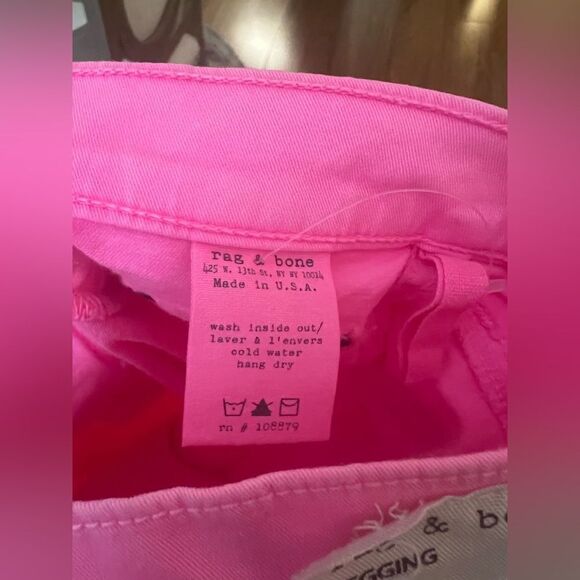 rag & bone
425 W. 13th St, NY NY 10014
Made in U.S.A.
wash inside out/
laver à l'envers
cold water
hang dry
rn # 108879
& b
EGGING